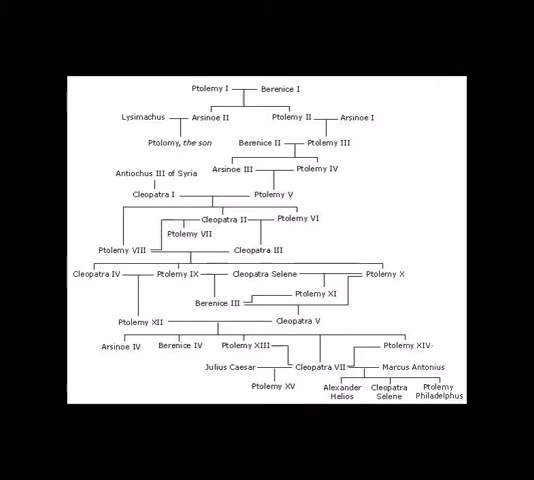 Ptolemy I Berenice I
Lysimachus Arsinoe II Ptolemy II Arsinoe I
Ptolomy, the son Berenice II Ptolemy III
Antiochus III of Syria Arsinoe III Ptolemy IV
Cleopatra I Ptolemy V
Cleopatra II Ptolemy VI
Ptolemy VII
Ptolemy VIII Cleopatra III
Cleopatra IV Ptolemy IX Cleopatra Selene Ptolemy X
Ptolemy XI
Berenice III
Ptolemy XII Cleopatra V
Arsinoe IV Berenice IV Ptolemy XIII Ptolemy XIV
Julius Caesar Cleopatra VII Marcus Antonius
Ptolemy XV Alexander Cleopatra Ptolemy
Helios Selene Philadelphus